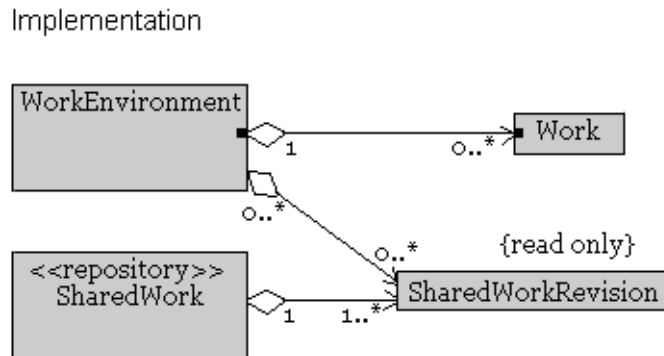 Implementation
WorkEnvironment
Work
1
0..*
0..*
0..*
{read only}
<<repository>>
SharedWork
SharedWorkRevision
1
1..*